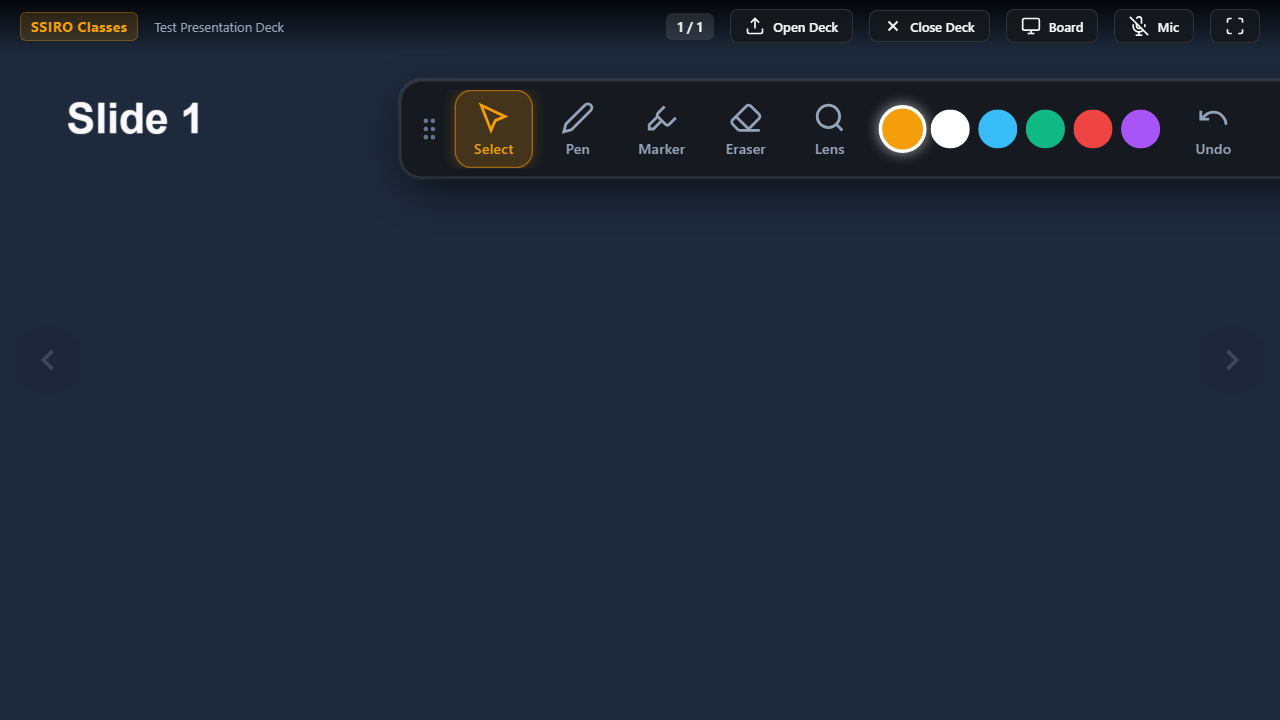 SSIRO Classes
Test Presentation Deck
1 / 1
Open Deck
Close Deck
Board
Mic
Slide 1
Select
Pen
Marker
Eraser
Lens
Undo